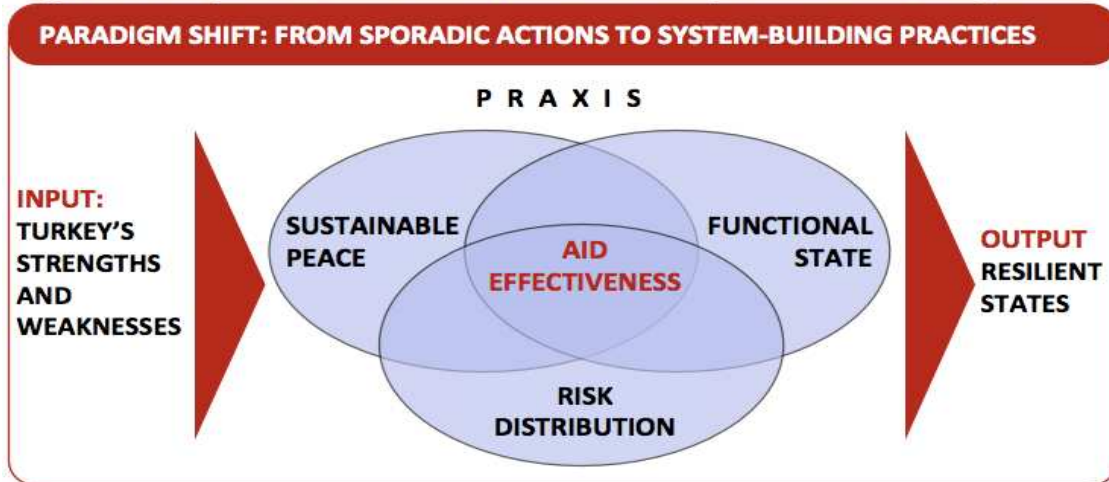 PARADIGM SHIFT: FROM SPORADIC ACTIONS TO SYSTEM-BUILDING PRACTICES
PRAXIS
INPUT:
TURKEY'S
STRENGTHS
AND
WEAKNESSES
SUSTAINABLE
PEACE
AID
EFFECTIVENESS
FUNCTIONAL
STATE
RISK
DISTRIBUTION
OUTPUT
RESILIENT
STATES